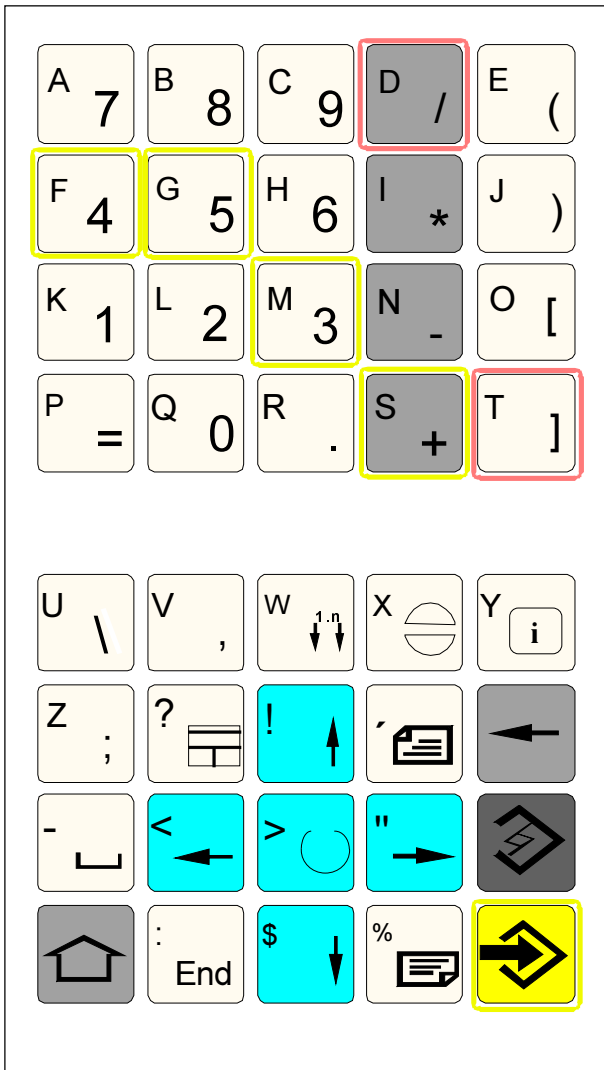 A 7 B 8 C 9 D / E (
F 4 G 5 H 6 I * J )
K 1 L 2 M 3 N - O [
P = Q 0 R . S + T ]
U \ V , W 1.n X Y i
Z ; ? ! ´
- < > "
: End $ %